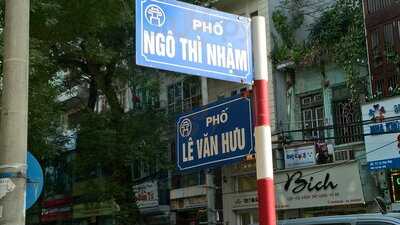 PHỐ
NGÔ THÌ NHẬM
PHỐ
LÊ VĂN HƯU
Bich